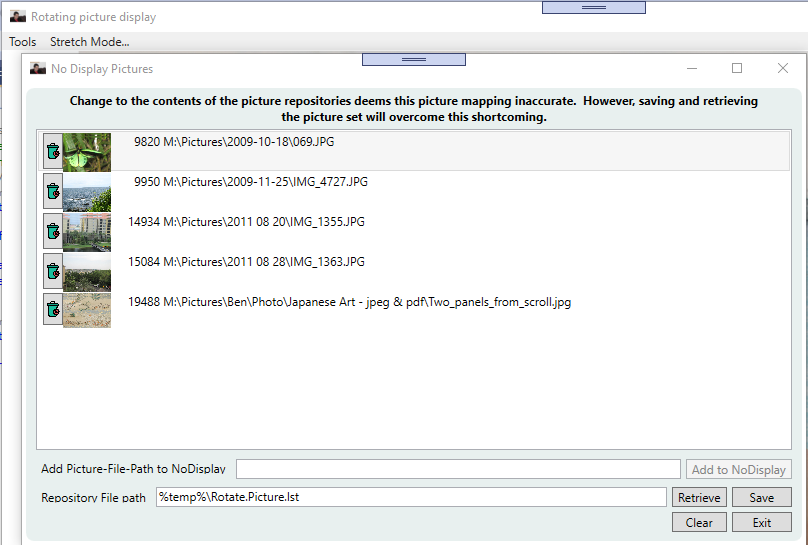 Rotating picture display
Tools Stretch Mode...
No Display Pictures
Change to the contents of the picture repositories deems this picture mapping inaccurate. However, saving and retrieving
the picture set will overcome this shortcoming.
9820 M:\Pictures\2009-10-18\069.JPG
9950 M:\Pictures\2009-11-25\IMG_4727.JPG
14934 M:\Pictures\2011 08 20\IMG_1355.JPG
15084 M:\Pictures\2011 08 28\IMG_1363.JPG
19488 M:\Pictures\Ben\Photo\Japanese Art - jpeg & pdf\Two_panels_from_scroll.jpg
Add Picture-File-Path to NoDisplay Add to NoDisplay
Repository File path %temp%\Rotate.Picture.lst Retrieve Save
Clear Exit